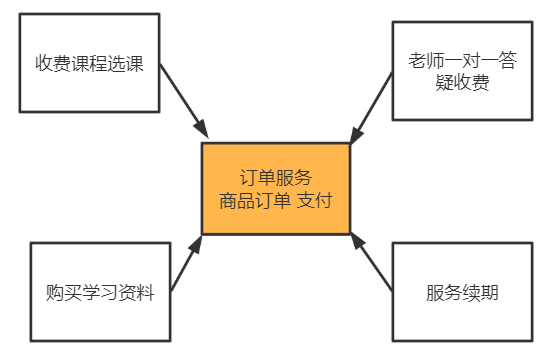 收费课程选课
老师一对一答
疑收费
订单服务
商品订单 支付
购买学习资料
服务续期